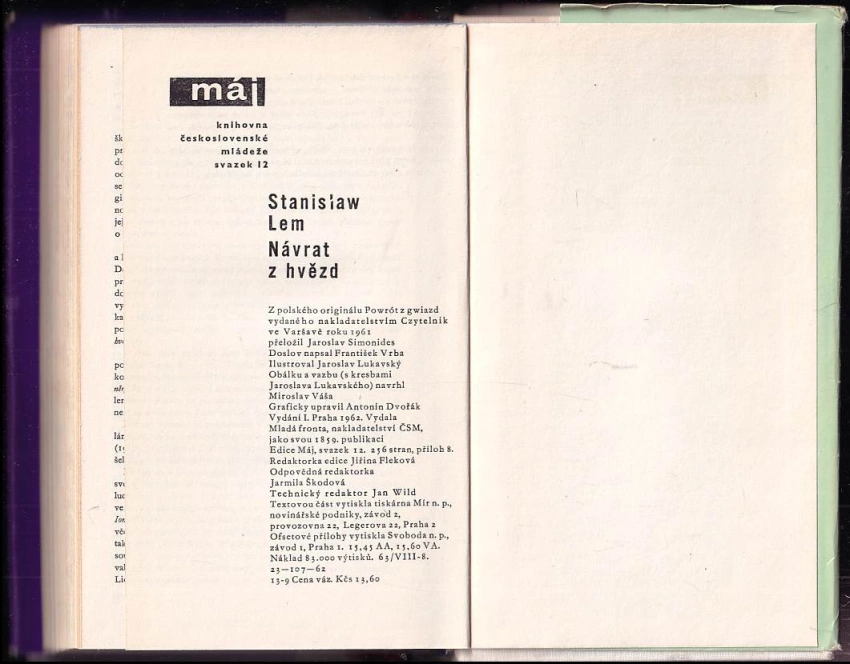 máj
knihovna
československé
mládeže
svazek 12
Stanislaw
Lem
Návrat
z hvězd
Z polského originálu Powrót z gwiazd
vydaného nakladatelstvím Czytelnik
ve Varšavě roku 1961
přeložil Jaroslav Simonides
Doslov napsal František Vrba
Ilustroval Jaroslav Lukavský
Obálku a vazbu (s kresbami
Jaroslava Lukavského) navrhl
Miroslav Váša
Graficky upravil Antonín Dvořák
Vydání I. Praha 1962. Vydala
Mladá fronta, nakladatelství ČSM,
jako svou 1859. publikaci
Edice Máj, svazek 12. 256 stran, příloh 8.
Redaktorka edice Jiřina Fleková
Odpovědná redaktorka
Jarmila Škodová
Technický redaktor Jan Wild
Textovou část vytiskla tiskárna Mír n. p.,
novinářské podniky, závod 2,
provozovna 22, Legerova 22, Praha 2
Ofsetové přílohy vytiskla Svoboda n. p.,
závod 1, Praha 1. 15,45 AA, 15,60 VA.
Náklad 83.000 výtisků. 63/VIII-8.
23—107—62
13-9 Cena váz. Kčs 13,60